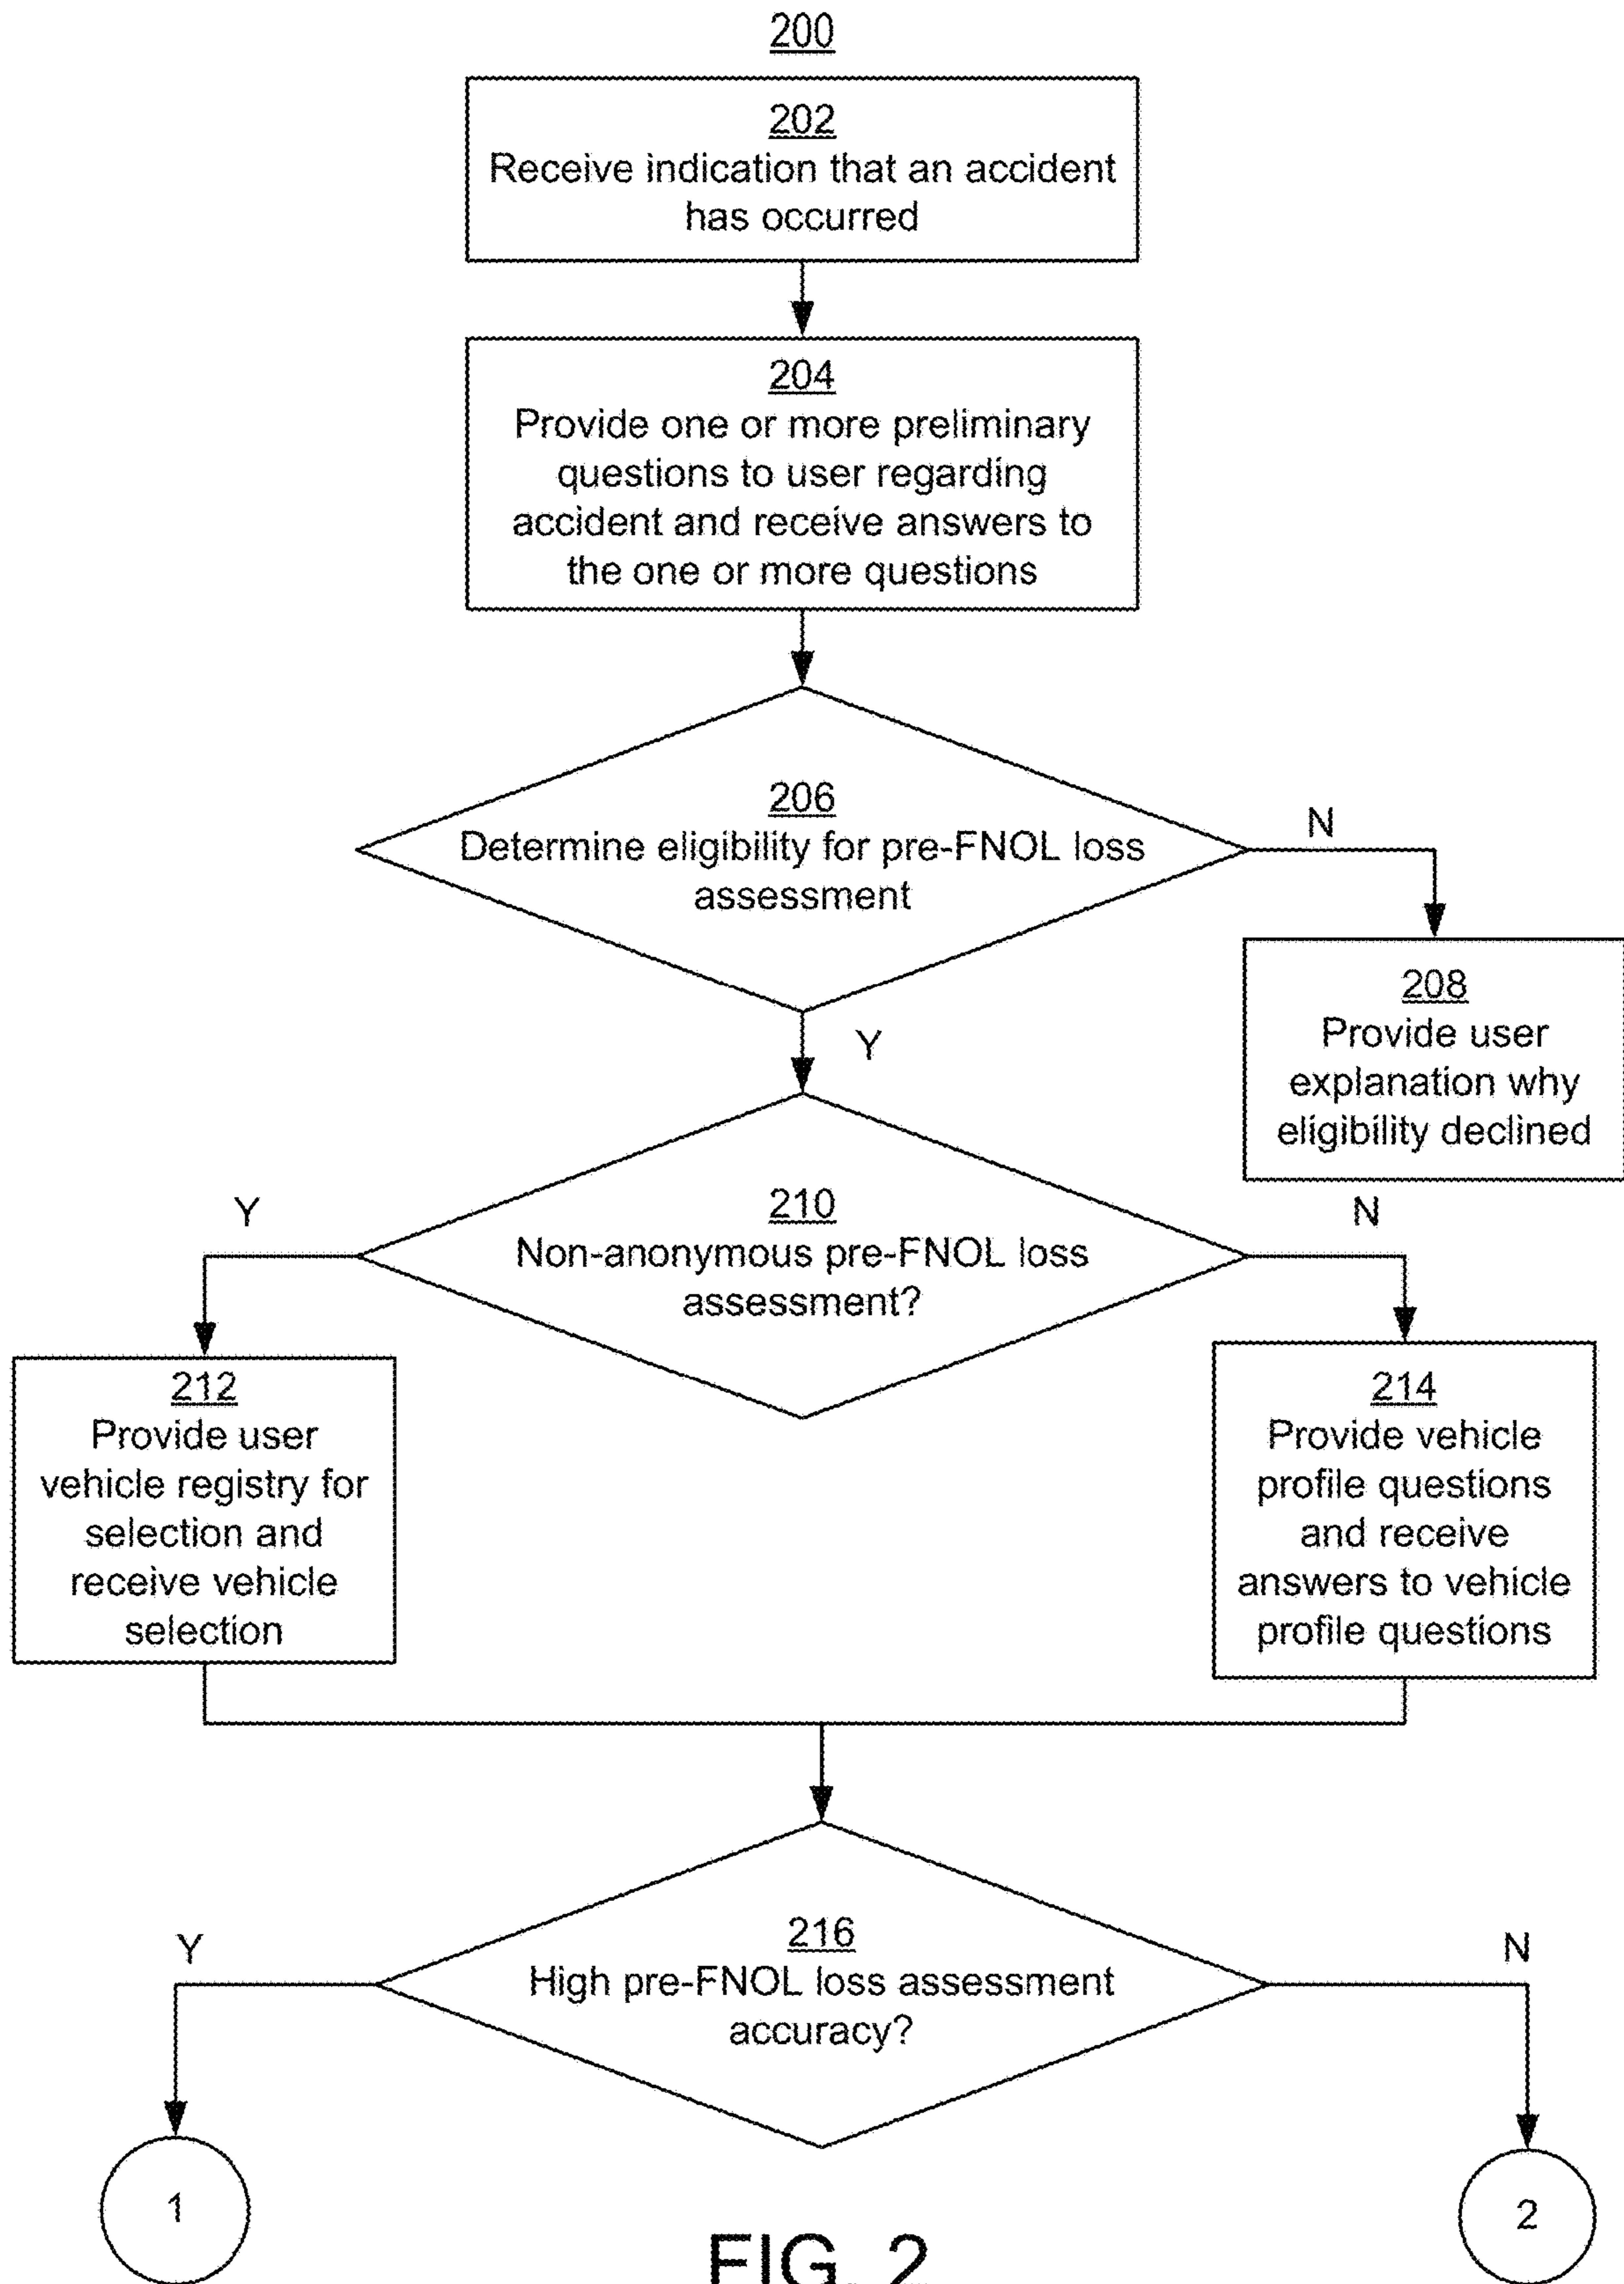 200
202
Receive indication that an accident
has occurred
204
Provide one or more preliminary
questions to user regarding
accident and receive answers to
the one or more questions
206
Determine eligibility for pre-FNOL loss
assessment
N
208
Provide user
explanation why
eligibility declined
Y
210
Non-anonymous pre-FNOL loss
assessment?
Y
N
212
Provide user
vehicle registry for
selection and
receive vehicle
selection
214
Provide vehicle
profile questions
and receive
answers to vehicle
profile questions
216
High pre-FNOL loss assessment
accuracy?
Y
N
1
2
FIG. 2